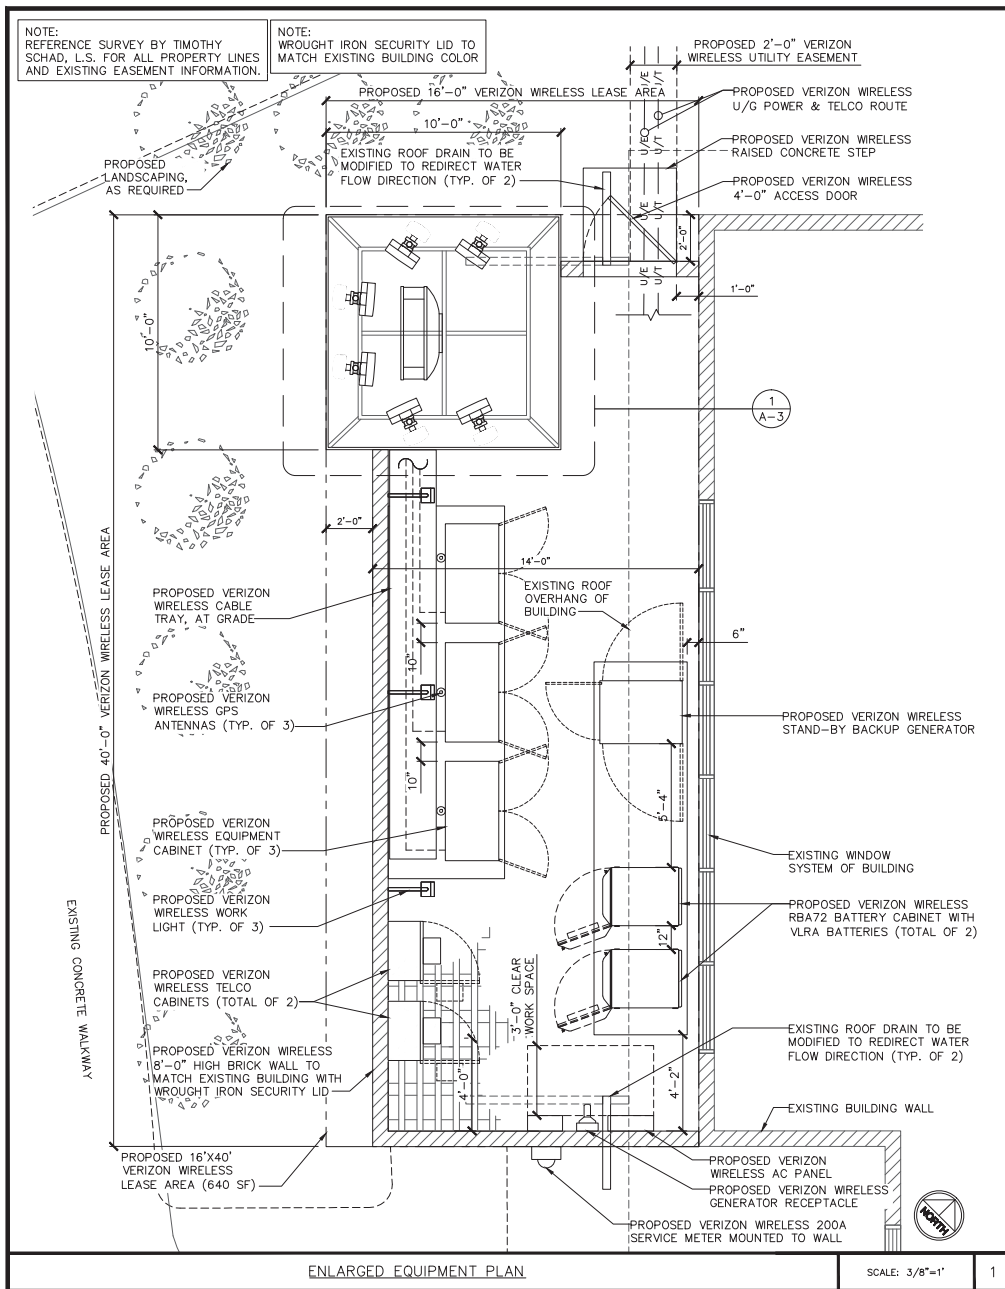 NOTE:
REFERENCE SURVEY BY TIMOTHY
SCHAD, L.S. FOR ALL PROPERTY LINES
AND EXISTING EASEMENT INFORMATION.
NOTE:
WROUGHT IRON SECURITY LID TO
MATCH EXISTING BUILDING COLOR
PROPOSED 2'-0" VERIZON
WIRELESS UTILITY EASEMENT
PROPOSED 16'-0" VERIZON WIRELESS LEASE AREA
PROPOSED VERIZON WIRELESS
U/G POWER & TELCO ROUTE
10'-0"
EXISTING ROOF DRAIN TO BE
MODIFIED TO REDIRECT WATER
FLOW DIRECTION (TYP. OF 2)
PROPOSED VERIZON WIRELESS
RAISED CONCRETE STEP
PROPOSED
LANDSCAPING,
AS REQUIRED
PROPOSED VERIZON WIRELESS
4'-0" ACCESS DOOR
U/E
U/T
U/E
U/T
U/E
U/T
U/E
U/T
2'-0"
1'-0"
10'-0"
1
A-3
2'-0"
14'-0"
PROPOSED 40'-0" VERIZON WIRELESS LEASE AREA
PROPOSED VERIZON
WIRELESS CABLE
TRAY, AT GRADE
EXISTING ROOF
OVERHANG OF
BUILDING
6"
10"
PROPOSED VERIZON
WIRELESS GPS
ANTENNAS (TYP. OF 3)
PROPOSED VERIZON WIRELESS
STAND-BY BACKUP GENERATOR
10"
5'-4"
PROPOSED VERIZON
WIRELESS EQUIPMENT
CABINET (TYP. OF 3)
EXISTING WINDOW
SYSTEM OF BUILDING
PROPOSED VERIZON
WIRELESS WORK
LIGHT (TYP. OF 3)
PROPOSED VERIZON WIRELESS
RBA72 BATTERY CABINET WITH
VLRA BATTERIES (TOTAL OF 2)
12"
EXISTING CONCRETE WALKWAY
PROPOSED VERIZON
WIRELESS TELCO
CABINETS (TOTAL OF 2)
3'-0" CLEAR
WORK SPACE
EXISTING ROOF DRAIN TO BE
MODIFIED TO REDIRECT WATER
FLOW DIRECTION (TYP. OF 2)
PROPOSED VERIZON WIRELESS
8'-0" HIGH BRICK WALL TO
MATCH EXISTING BUILDING WITH
WROUGHT IRON SECURITY LID
4'-0"
4'-2"
EXISTING BUILDING WALL
PROPOSED 16'X40'
VERIZON WIRELESS
LEASE AREA (640 SF)
PROPOSED VERIZON
WIRELESS AC PANEL
PROPOSED VERIZON WIRELESS
GENERATOR RECEPTACLE
PROPOSED VERIZON WIRELESS 200A
SERVICE METER MOUNTED TO WALL
NORTH
ENLARGED EQUIPMENT PLAN
SCALE: 3/8"=1'
1